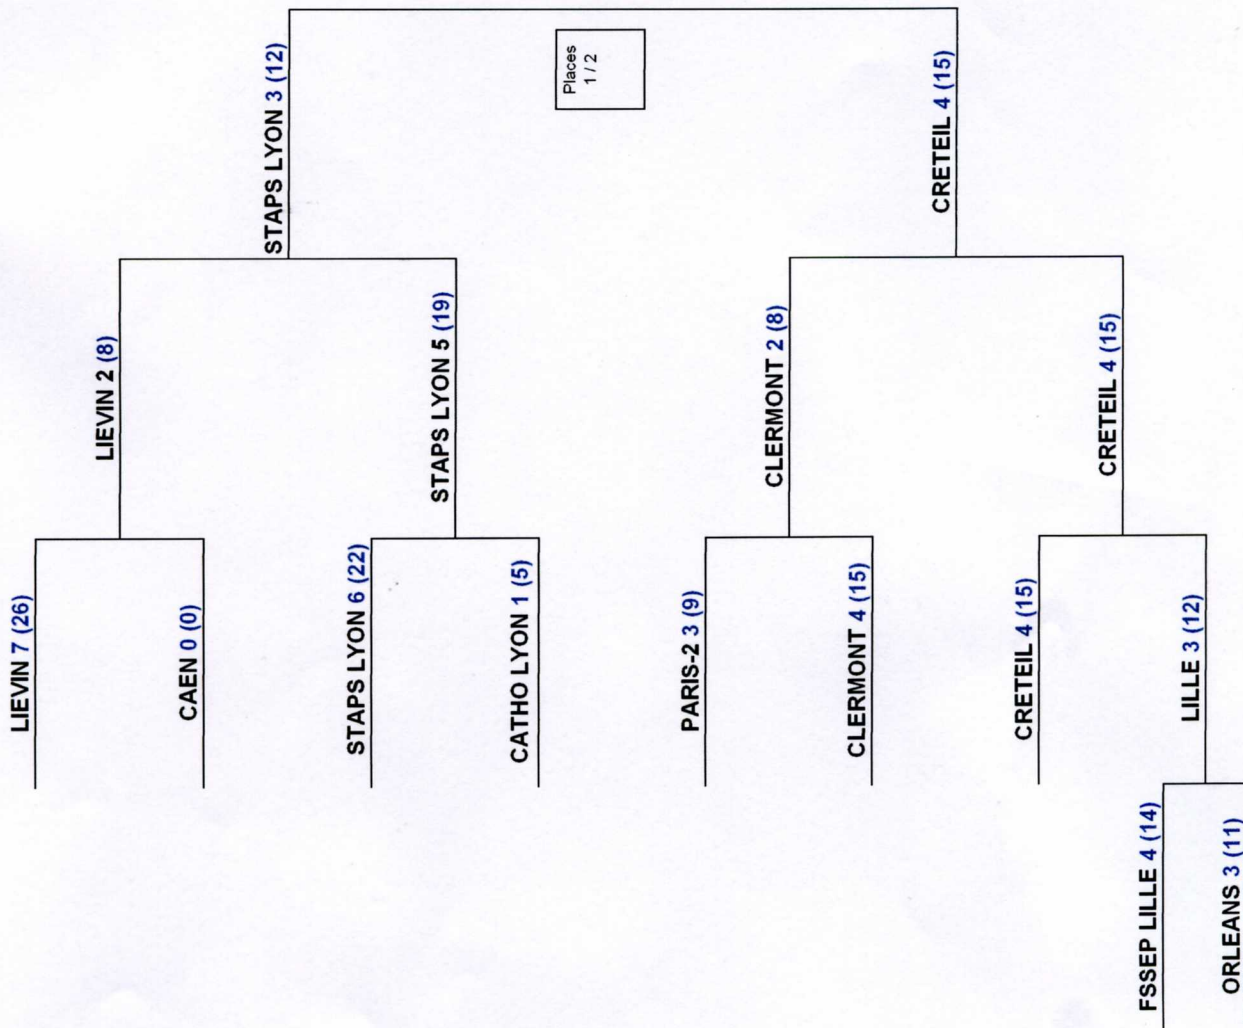 STAPS LYON 3 (12)
Places
1 / 2
CRETEIL 4 (15)
LIEVIN 2 (8)
STAPS LYON 5 (19)
CLERMONT 2 (8)
CRETEIL 4 (15)
LIEVIN 7 (26)
CAEN 0 (0)
STAPS LYON 6 (22)
CATHO LYON 1 (5)
PARIS-2 3 (9)
CLERMONT 4 (15)
CRETEIL 4 (15)
LILLE 3 (12)
FSSEP LILLE 4 (14)
ORLEANS 3 (11)